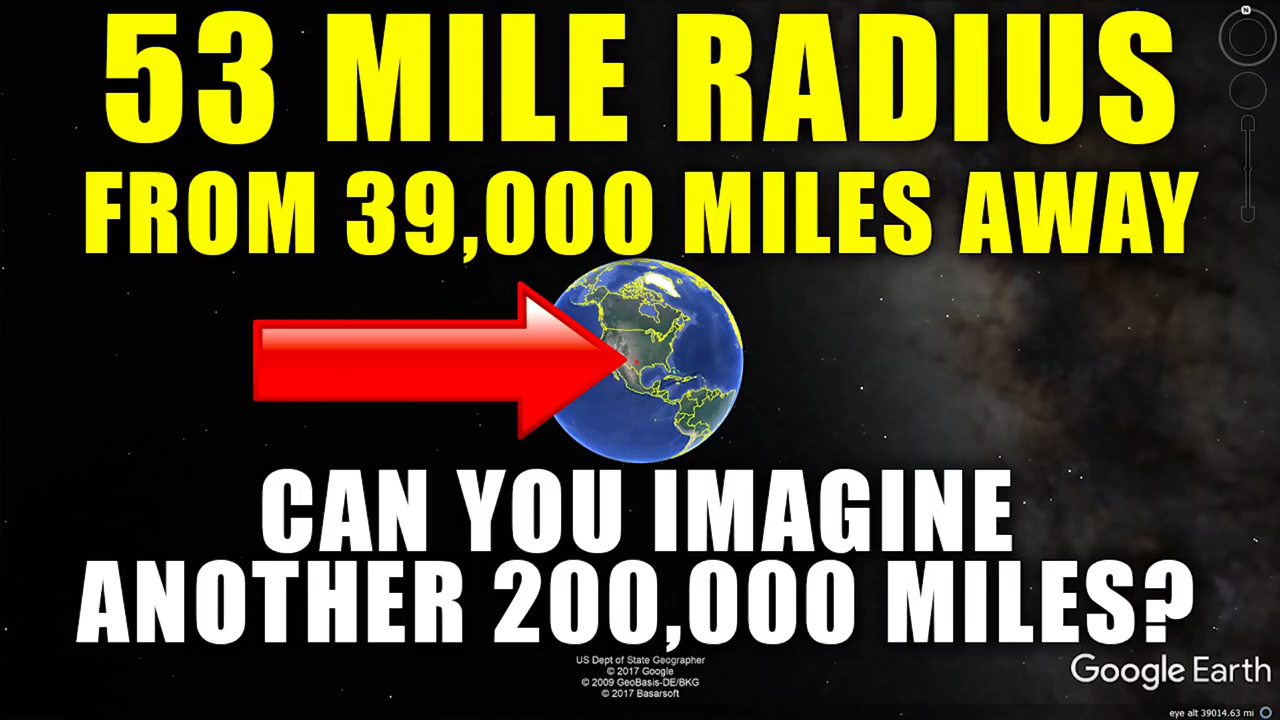 N
53 MILE RADIUS
FROM 39,000 MILES AWAY
CAN YOU IMAGINE
ANOTHER 200,000 MILES?
US Dept of State Geographer
© 2017 Google
© 2009 GeoBasis-DE/BKG
© 2017 Basarsoft
Google Earth
eye alt 39014.63 mi